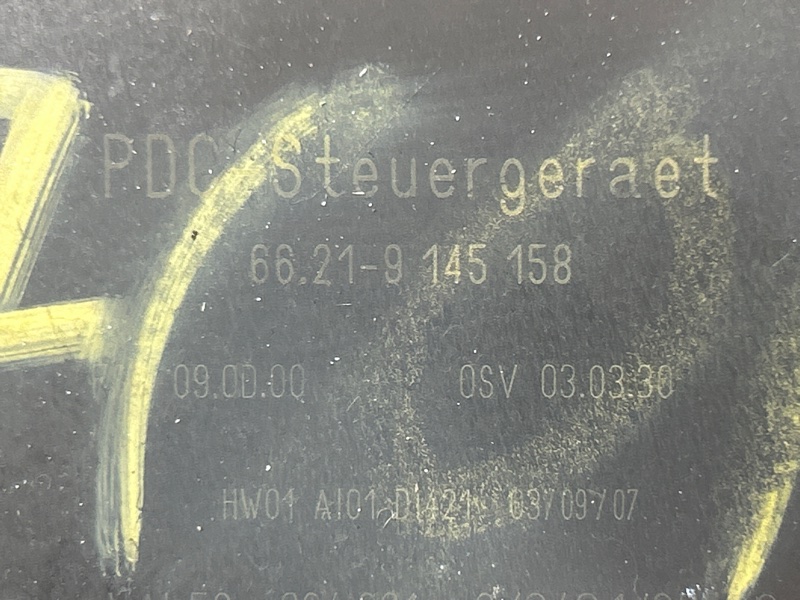 PDC Steuergeraet
66.21-9 145 158
09.0D.00 OSV 03.03.30
HW01 AI01 DI421 03/09/07